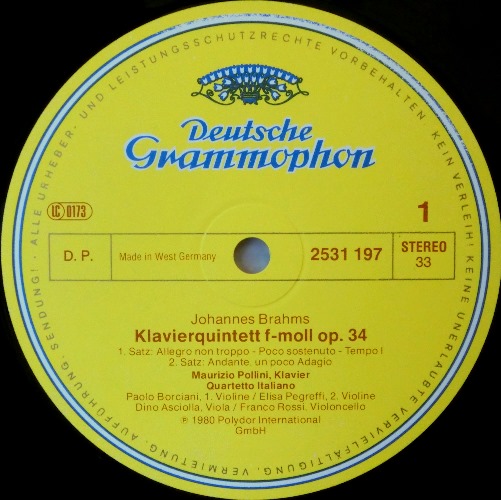 ALLE URHEBER- UND LEISTUNGSSCHUTZRECHTE VORBEHALTEN · KEIN VERLEIH! · KEINE UNERLAUBTE VERVIELFÄLTIGUNG, VERMIETUNG, AUFFÜHRUNG, SENDUNG! ·
Deutsche
Grammophon
LC 0173
1
D. P.
Made in West Germany
2531 197
STEREO
33
Johannes Brahms
Klavierquintett f-moll op. 34
1. Satz: Allegro non troppo - Poco sostenuto - Tempo I
2. Satz: Andante, un poco Adagio
Maurizio Pollini, Klavier
Quartetto Italiano
Paolo Borciani, 1. Violine / Elisa Pegreffi, 2. Violine
Dino Asciolla, Viola / Franco Rossi, Violoncello
℗ 1980 Polydor International
GmbH